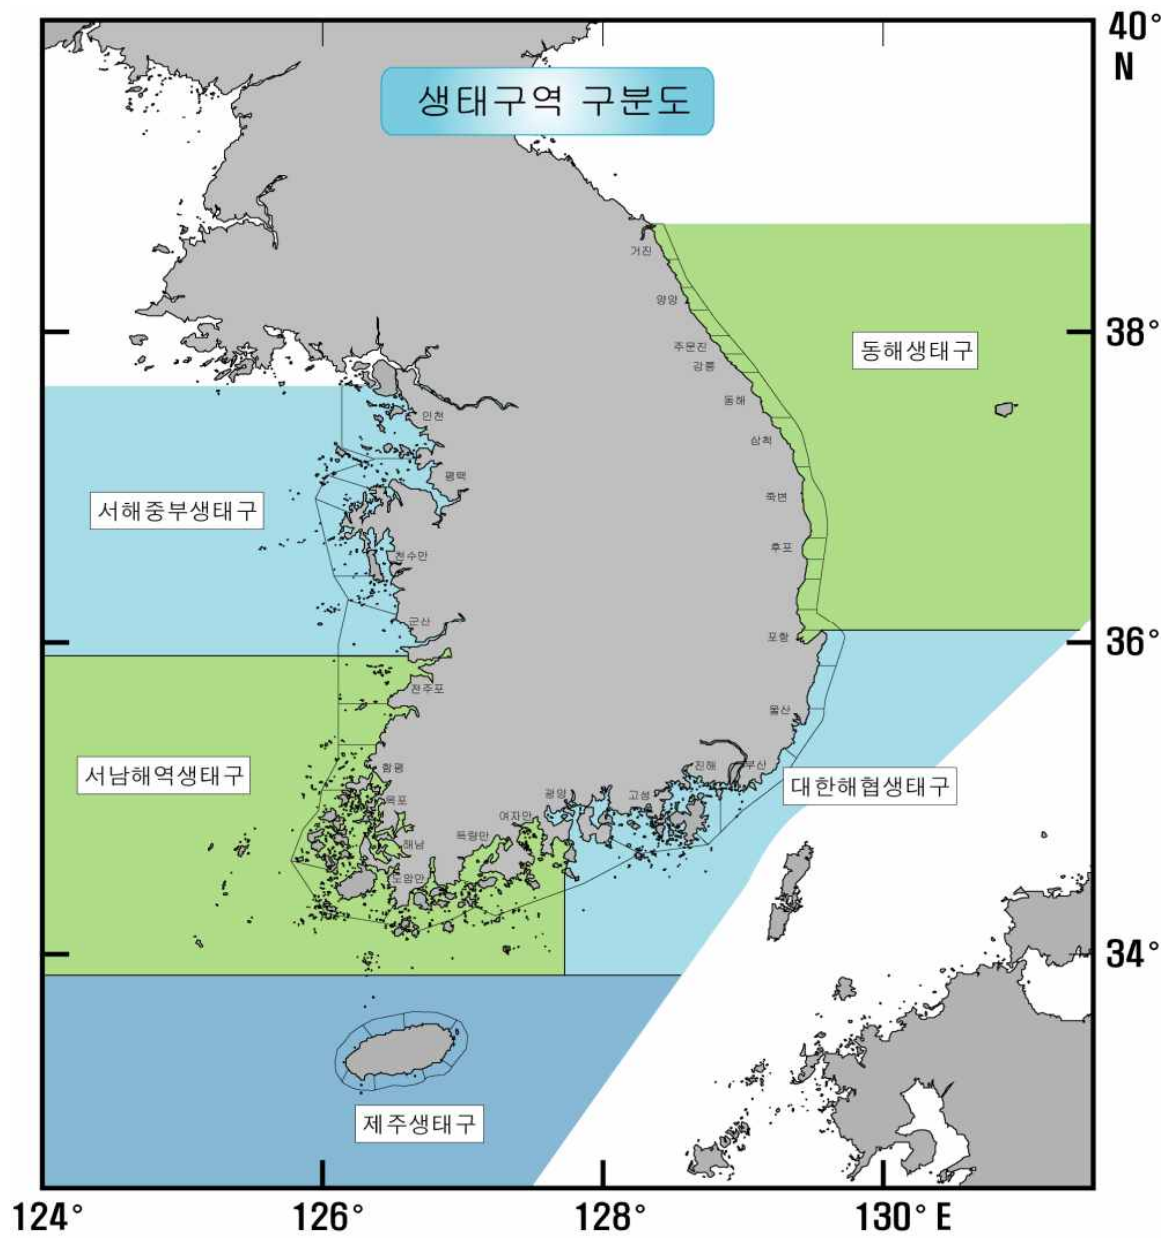 40°
N
생태구역 구분도
거진
양양
38°
주문진
동해생태구
강릉
동해
인천
삼척
평택
죽변
서해중부생태구
후포
천수만
군산
포항
36°
전주포
울산
서남해역생태구
함평
진해
부산
대한해협생태구
목포
광양
고성
여자만
득량만
해남
도암만
34°
제주생태구
124°
126°
128°
130° E